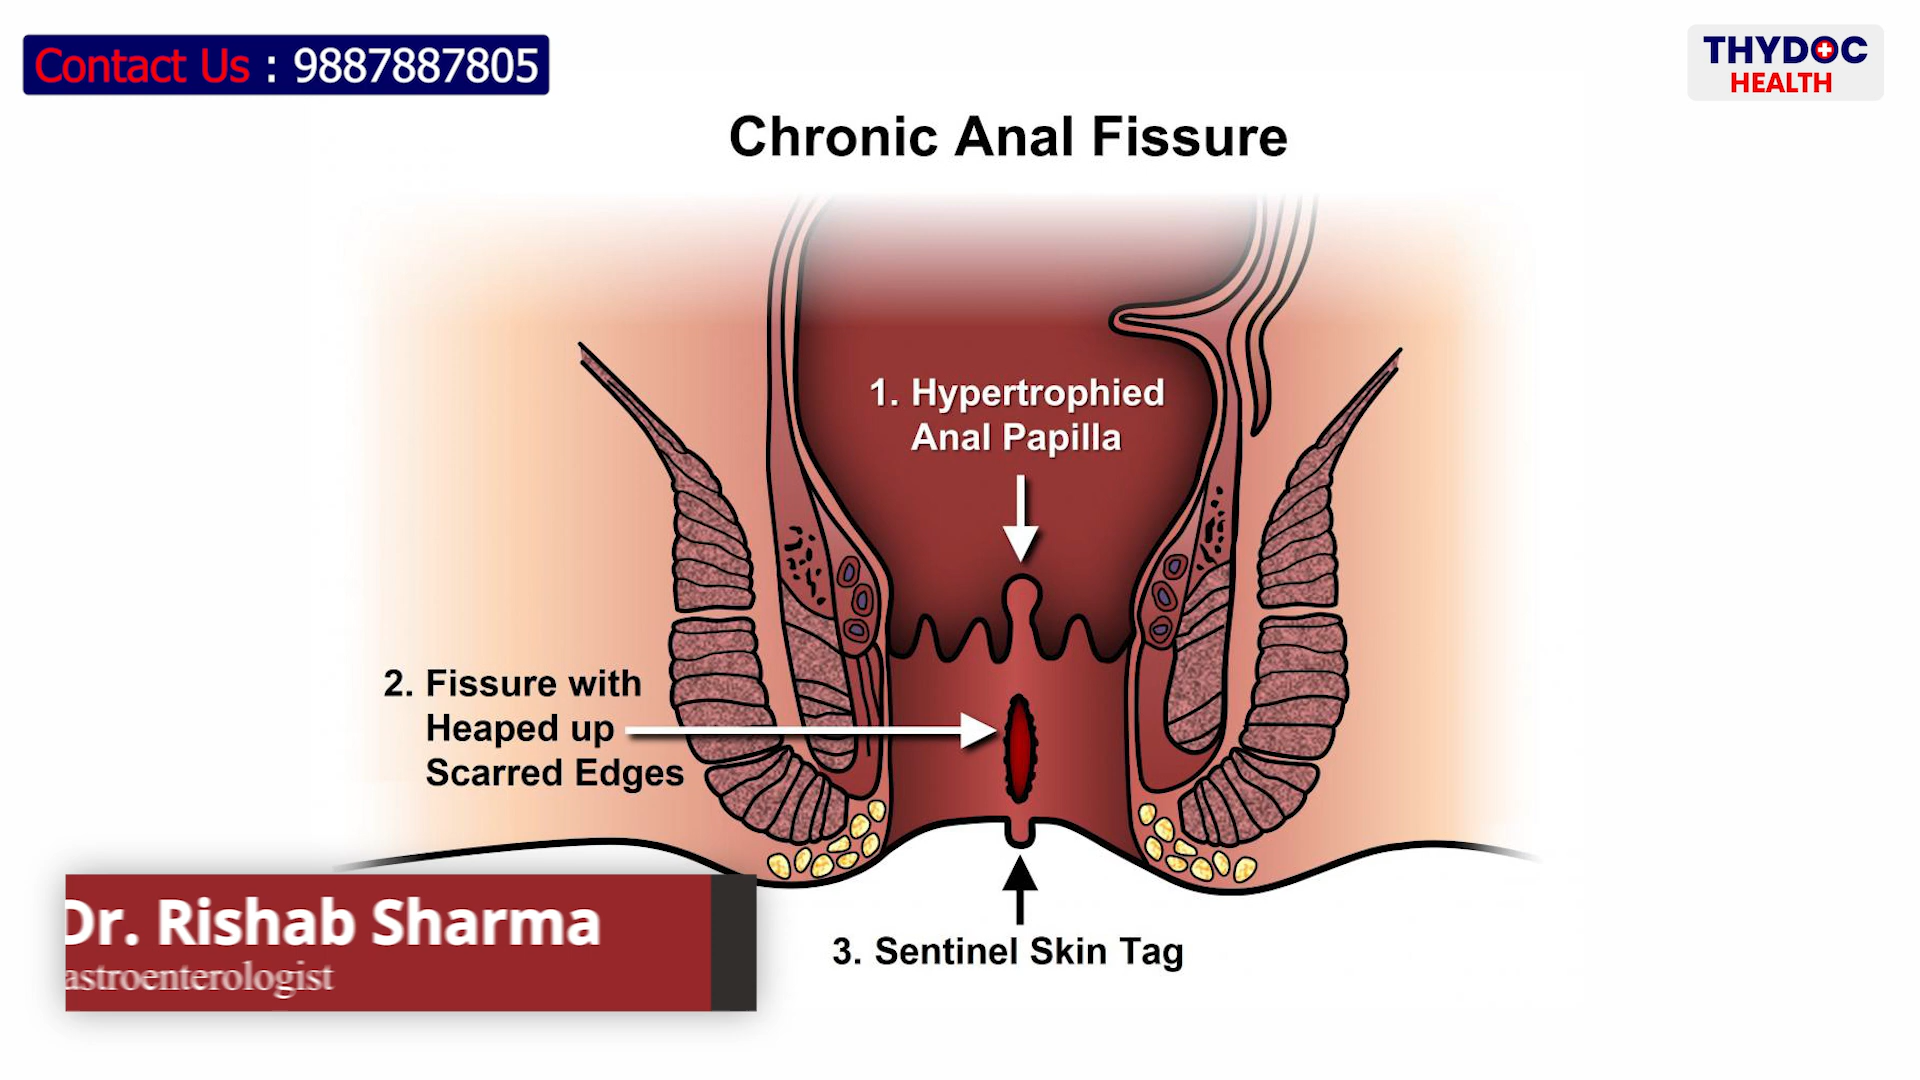 Contact Us : 9887887805
THYDOC
HEALTH
Chronic Anal Fissure
1. Hypertrophied
Anal Papilla
2. Fissure with
Heaped up
Scarred Edges
Dr. Rishab Sharma
astroenterologist
3. Sentinel Skin Tag